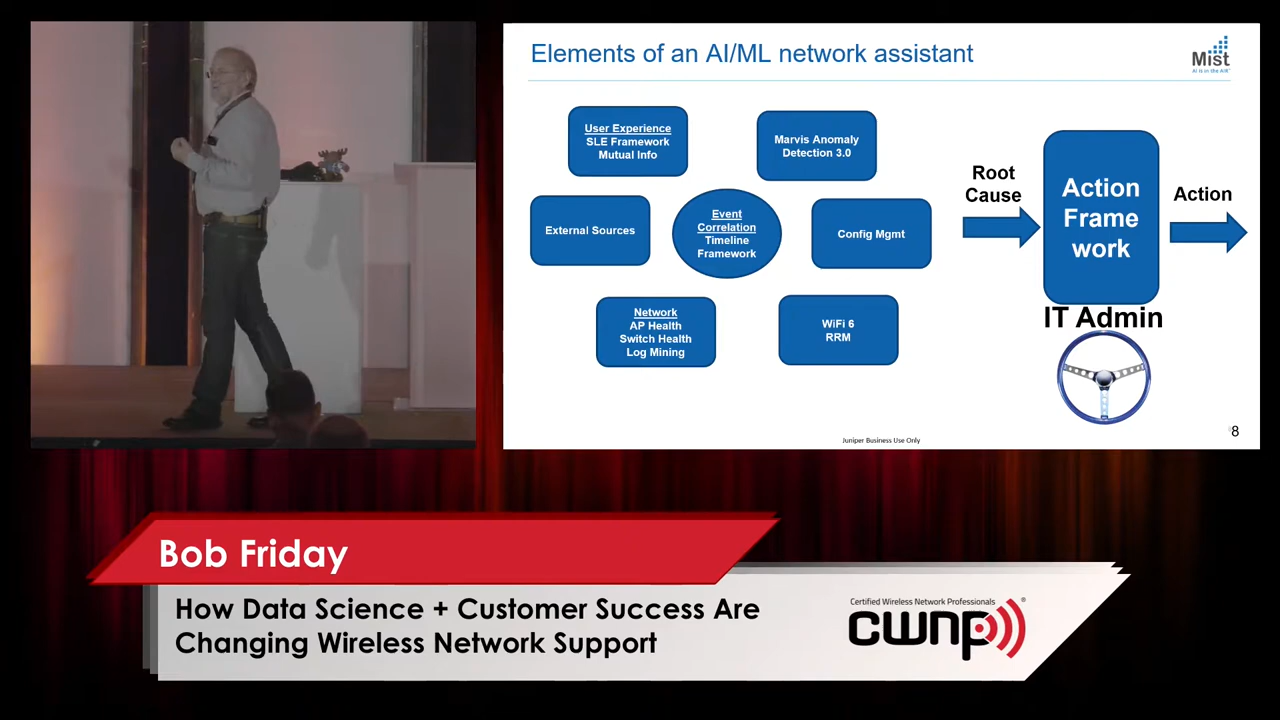 Elements of an AI/ML network assistant
Mist
AI is in the AIR
User Experience
SLE Framework
Mutual Info
Marvis Anomaly
Detection 3.0
External Sources
Event
Correlation
Timeline
Framework
Config Mgmt
Network
AP Health
Switch Health
Log Mining
WiFi 6
RRM
Root
Cause
Action
Frame
work
Action
IT Admin
Juniper Business Use Only
8
Bob Friday
How Data Science + Customer Success Are
Changing Wireless Network Support
Certified Wireless Network Professionals
cwnp
®